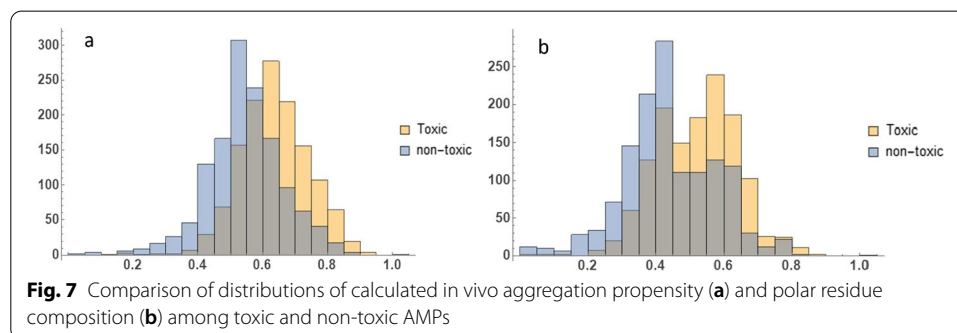 a
300
250
200
150
100
50
0
0.2 0.4 0.6 0.8 1.0
Toxic
non-toxic
b
250
200
150
100
50
0
0.2 0.4 0.6 0.8 1.0
Toxic
non-toxic
Fig. 7 Comparison of distributions of calculated in vivo aggregation propensity (a) and polar residue
composition (b) among toxic and non-toxic AMPs